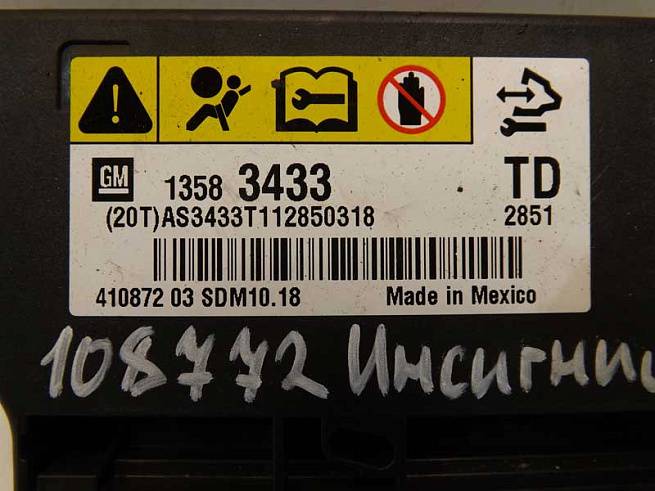 GM 1358 3433 TD
(20T)AS3433T112850318 2851
410872 03 SDM10.18 Made in Mexico
108772 Инсигни